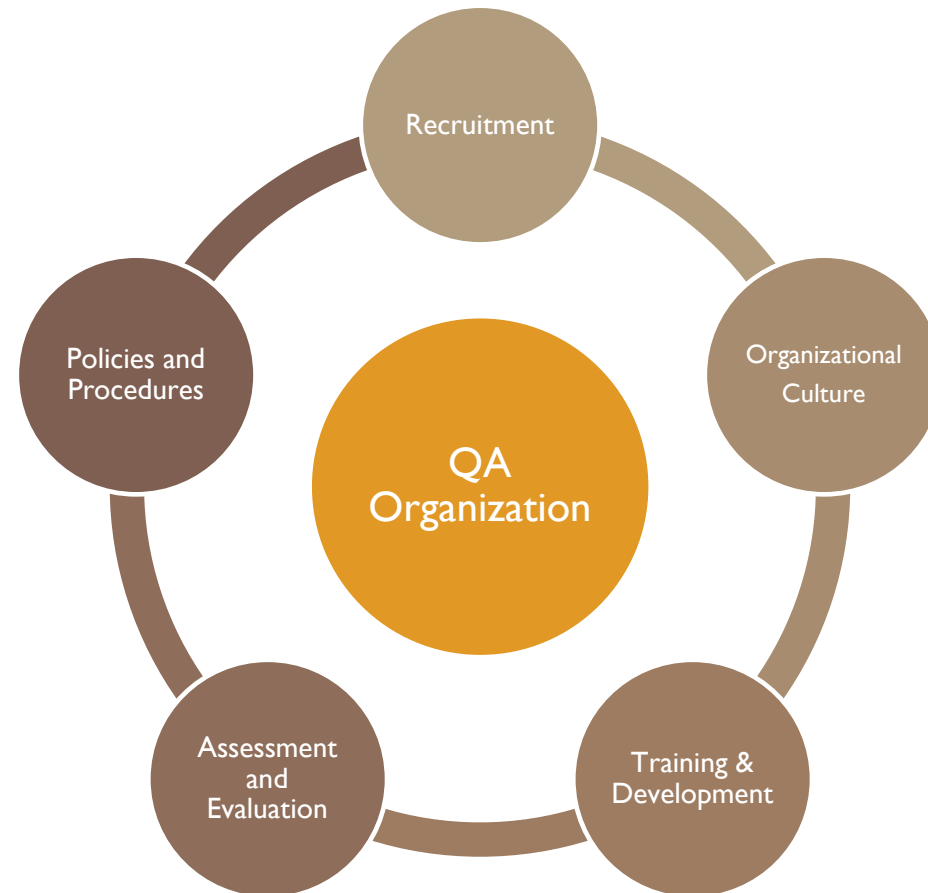 Recruitment
Organizational
Culture
Training &
Development
Assessment
and
Evaluation
Policies and
Procedures
QA
Organization